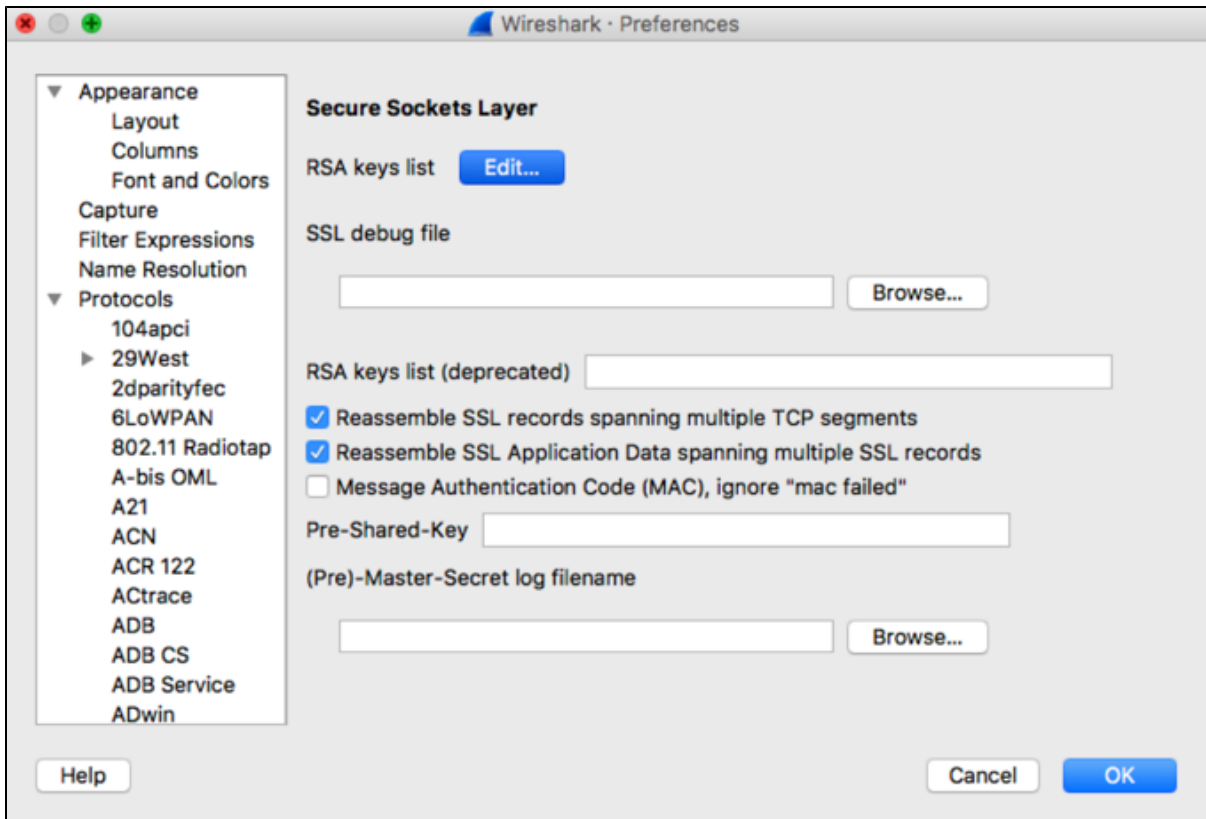 Wireshark · Preferences
Appearance
Layout
Columns
Font and Colors
Capture
Filter Expressions
Name Resolution
Protocols
104apci
29West
2dparityfec
6LoWPAN
802.11 Radiotap
A-bis OML
A21
ACN
ACR 122
ACtrace
ADB
ADB CS
ADB Service
ADwin
Secure Sockets Layer
RSA keys list Edit...
SSL debug file
Browse...
RSA keys list (deprecated)
Reassemble SSL records spanning multiple TCP segments
Reassemble SSL Application Data spanning multiple SSL records
Message Authentication Code (MAC), ignore "mac failed"
Pre-Shared-Key
(Pre)-Master-Secret log filename
Browse...
Help Cancel OK